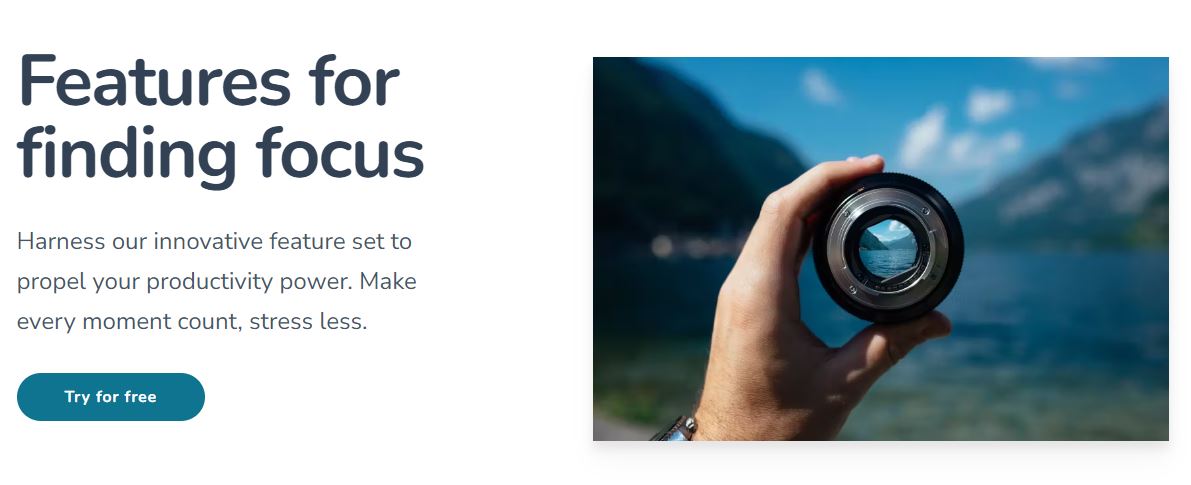 Features for
finding focus
Harness our innovative feature set to
propel your productivity power. Make
every moment count, stress less.
Try for free